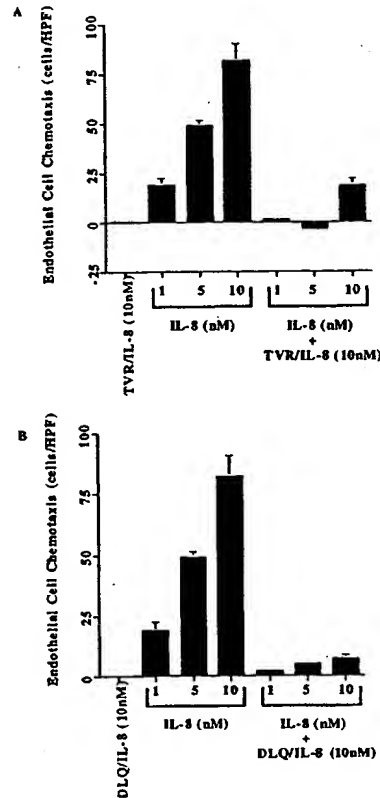 A
Endothelial Cell Chemotaxis (cells/HPF)
100
75
50
25
0
-25
TVR/IL-8 (10nM)
1 5 10 1 5 10
IL-8 (nM) IL-8 (nM)
+
TVR/IL-8 (10nM)
B
Endothelial Cell Chemotaxis (cells/HPF)
100
75
50
25
0
DLQ/IL-8 (10nM)
1 5 10 1 5 10
IL-8 (nM) IL-8 (nM)
+
DLQ/IL-8 (10nM)